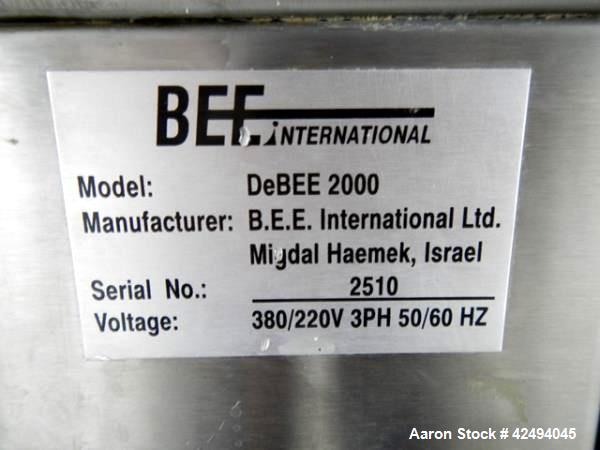 BEE INTERNATIONAL
Model: DeBEE 2000
Manufacturer: B.E.E. International Ltd.
Migdal Haemek, Israel
Serial No.: 2510
Voltage: 380/220V 3PH 50/60 HZ
Aaron Stock # 42494045